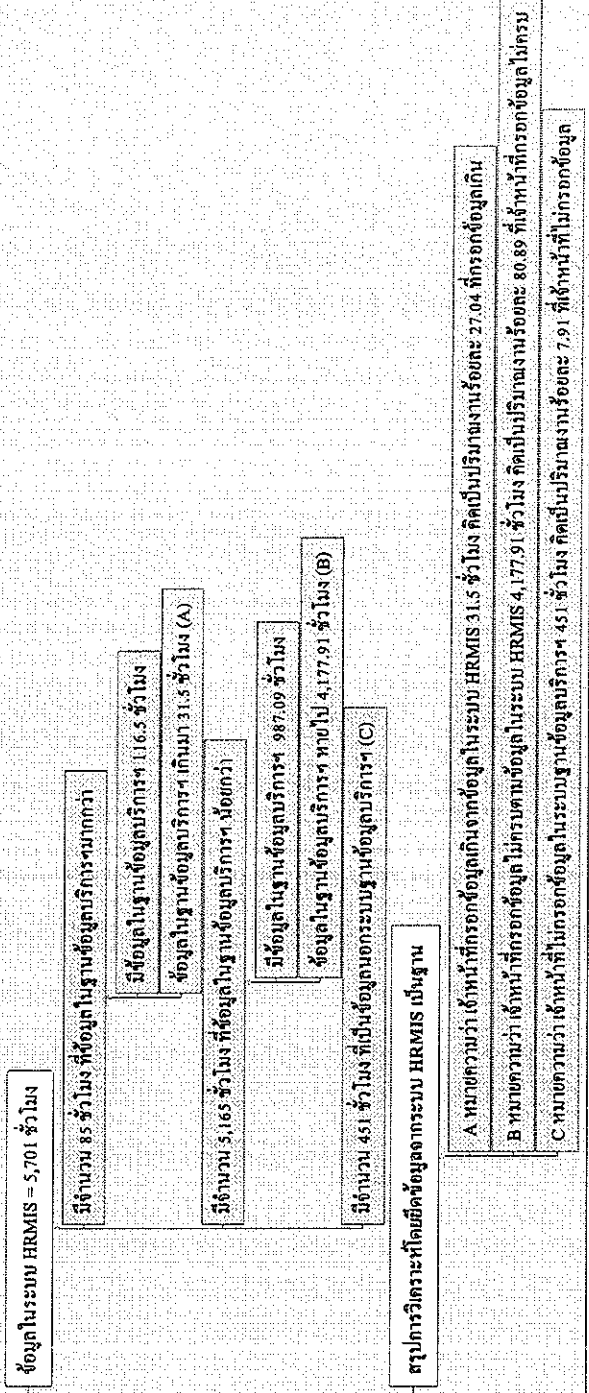 ข้อมูลในระบบ HRMIS = 5,701 ชั่วโมง
มีจำนวน 85 ชั่วโมง ที่ข้อมูลในฐานข้อมูลบริการฯมากกว่า
มีข้อมูลในฐานข้อมูลบริการฯ 116.5 ชั่วโมง
ข้อมูลในฐานข้อมูลบริการฯ เกินมา 31.5 ชั่วโมง (A)
มีจำนวน 5,165 ชั่วโมง ที่ข้อมูลในฐานข้อมูลบริการฯ น้อยกว่า
มีข้อมูลในฐานข้อมูลบริการฯ 987.09 ชั่วโมง
ข้อมูลในฐานข้อมูลบริการฯ หายไป 4,177.91 ชั่วโมง (B)
มีจำนวน 451 ชั่วโมง ที่เป็นข้อมูลนอกระบบฐานข้อมูลบริการฯ (C)
สรุปการวิเคราะห์โดยยึดข้อมูลจากระบบ HRMIS เป็นฐาน
A หมายความว่า เจ้าหน้าที่กรอกข้อมูลเกินจากข้อมูลในระบบ HRMIS 31.5 ชั่วโมง คิดเป็นปริมาณงานร้อยละ 27.04 ที่กรอกข้อมูลเกิน
B หมายความว่า เจ้าหน้าที่กรอกข้อมูลไม่ครบตามข้อมูลในระบบ HRMIS 4,177.91 ชั่วโมง คิดเป็นปริมาณงานร้อยละ 80.89 ที่เจ้าหน้าที่กรอกข้อมูลไม่ครบ
C หมายความว่า เจ้าหน้าที่ไม่กรอกข้อมูลในระบบฐานข้อมูลบริการฯ 451 ชั่วโมง คิดเป็นปริมาณงานร้อยละ 7.91 ที่เจ้าหน้าที่ไม่กรอกข้อมูล